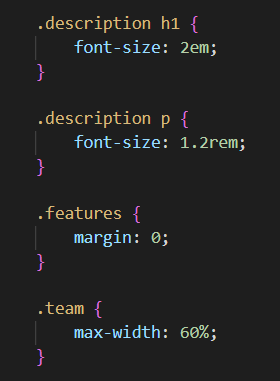 .description h1 {
    font-size: 2em;
}

.description p {
    font-size: 1.2rem;
}

.features {
    margin: 0;
}

.team {
    max-width: 60%;
}